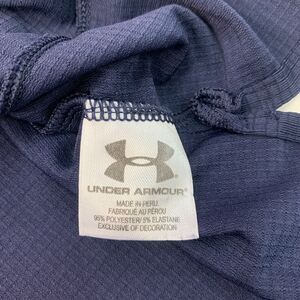 UNDER ARMOUR®
MADE IN PERU
FABRIQUÉ AU PÉROU
95% POLYESTER/ 5% ELASTANE
EXCLUSIVE OF DECORATION